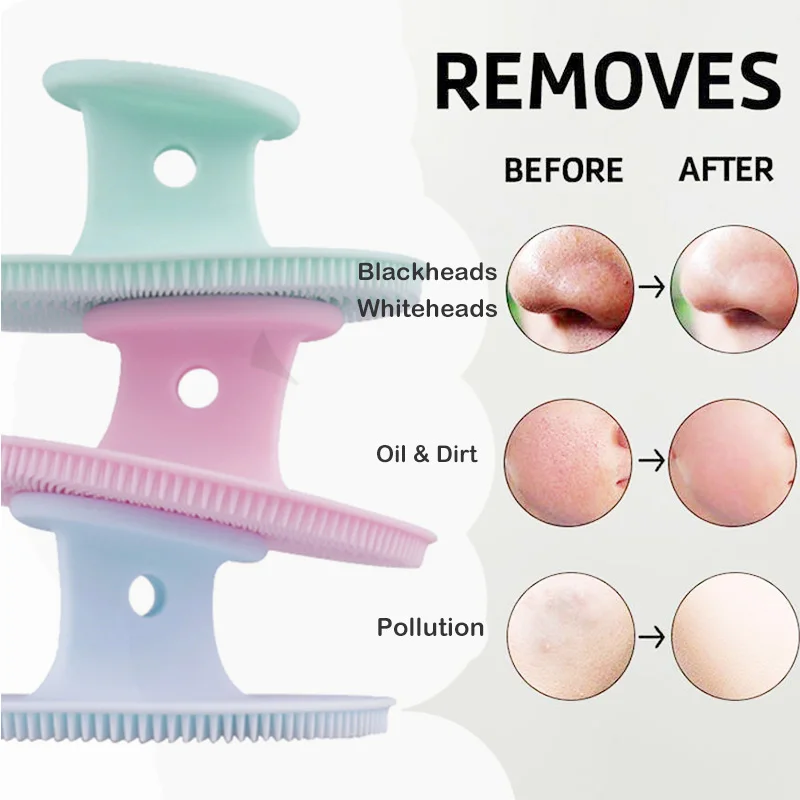 REMOVES
BEFORE AFTER
Blackheads
Whiteheads
Oil & Dirt
Pollution